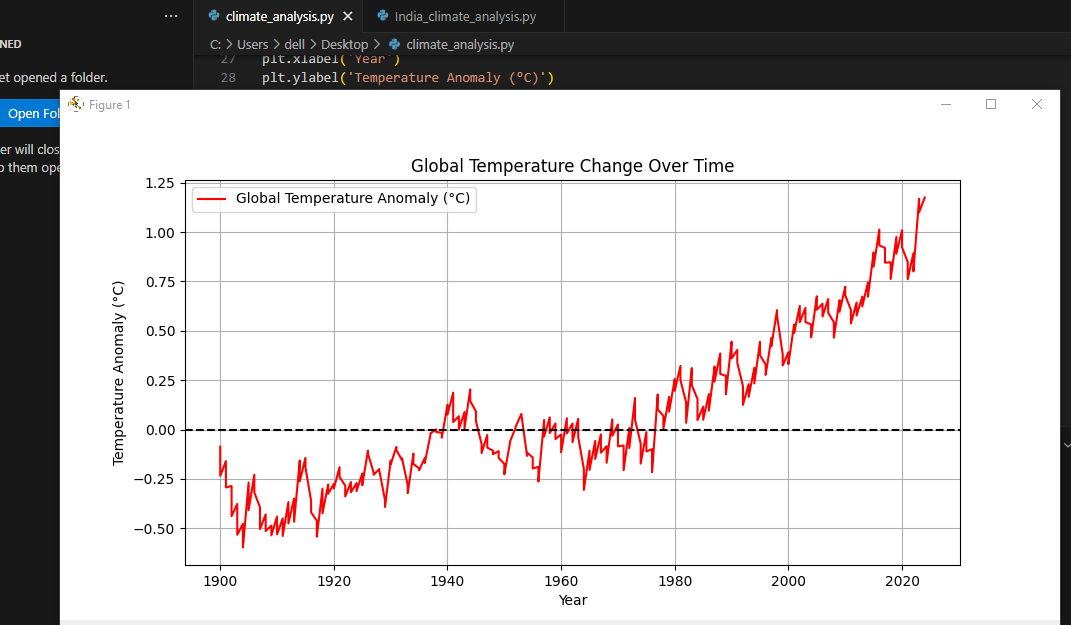 climate_analysis.py
India_climate_analysis.py
C: > Users > dell > Desktop > climate_analysis.py
NED
et opened a folder.
Open Fol
er will clos
o them ope
27 plt.xlabel('Year')
28 plt.ylabel('Temperature Anomaly (°C)')
Figure 1
Global Temperature Change Over Time
Global Temperature Anomaly (°C)
Temperature Anomaly (°C)
1.25
1.00
0.75
0.50
0.25
0.00
−0.25
−0.50
1900 1920 1940 1960 1980 2000 2020
Year